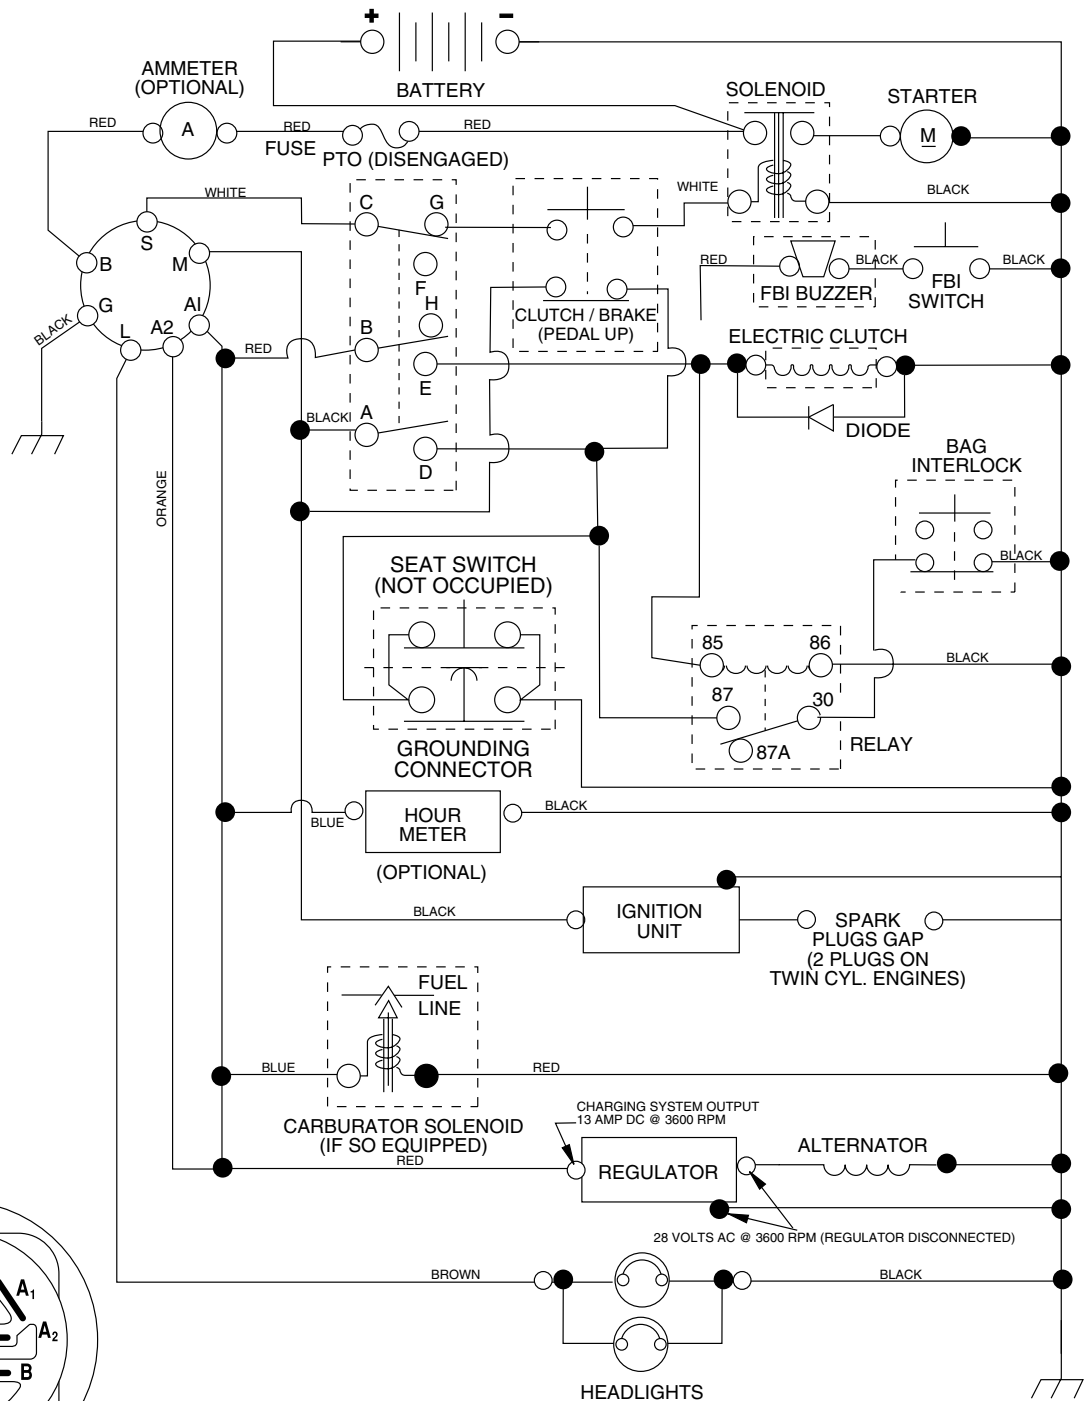 + −
BATTERY
AMMETER
(OPTIONAL)
A
RED
RED
FUSE
RED
PTO (DISENGAGED)
SOLENOID
STARTER
M
WHITE
WHITE
BLACK
C
G
S
B
M
G
L
A2
A1
BLACK
F
H
CLUTCH / BRAKE
(PEDAL UP)
RED
BLACK
BLACK
FBI BUZZER
FBI
SWITCH
B
RED
E
ELECTRIC CLUTCH
DIODE
BLACK
A
D
BAG
INTERLOCK
BLACK
ORANGE
SEAT SWITCH
(NOT OCCUPIED)
GROUNDING
CONNECTOR
85
86
87
30
87A
BLACK
RELAY
BLUE
HOUR
METER
BLACK
(OPTIONAL)
BLACK
IGNITION
UNIT
SPARK
PLUGS GAP
(2 PLUGS ON
TWIN CYL. ENGINES)
FUEL
LINE
BLUE
RED
CARBURATOR SOLENOID
(IF SO EQUIPPED)
CHARGING SYSTEM OUTPUT
13 AMP DC @ 3600 RPM
RED
REGULATOR
ALTERNATOR
28 VOLTS AC @ 3600 RPM (REGULATOR DISCONNECTED)
BROWN
BLACK
HEADLIGHTS
A1
A2
B